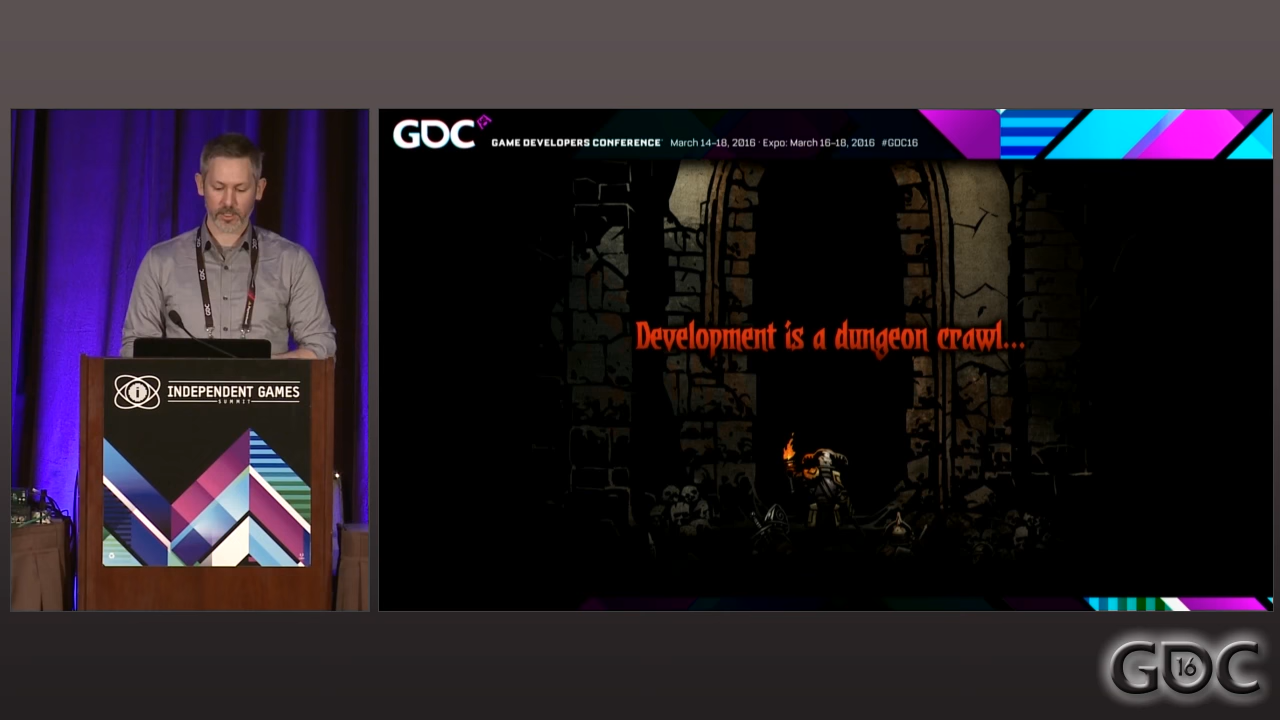 GDC
GAME DEVELOPERS CONFERENCE® March 14–18, 2016 · Expo: March 16–18, 2016 #GDC16
Development is a dungeon crawl...
GDC
INDEPENDENT GAMES
SUMMIT
GDC
16